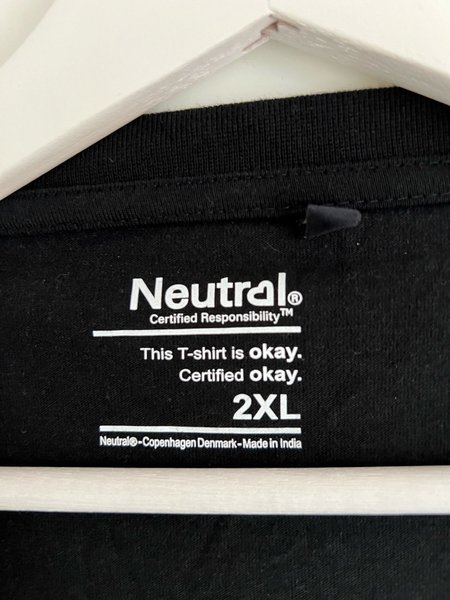 Neutral®
Certified Responsibility™
This T-shirt is okay.
Certified okay.
2XL
Neutral®-Copenhagen Denmark-Made in India